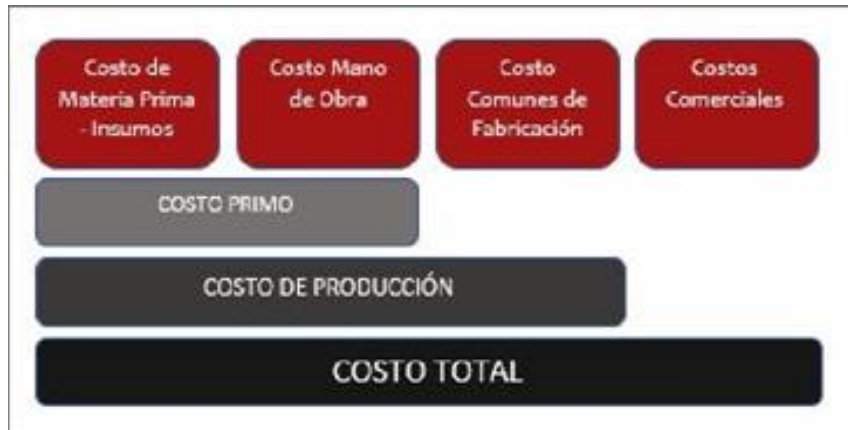 Costo de
Materia Prima
- Insumos
Costo Mano
de Obra
Costo
Comunes de
Fabricación
Costos
Comerciales
COSTO PRIMO
COSTO DE PRODUCCIÓN
COSTO TOTAL